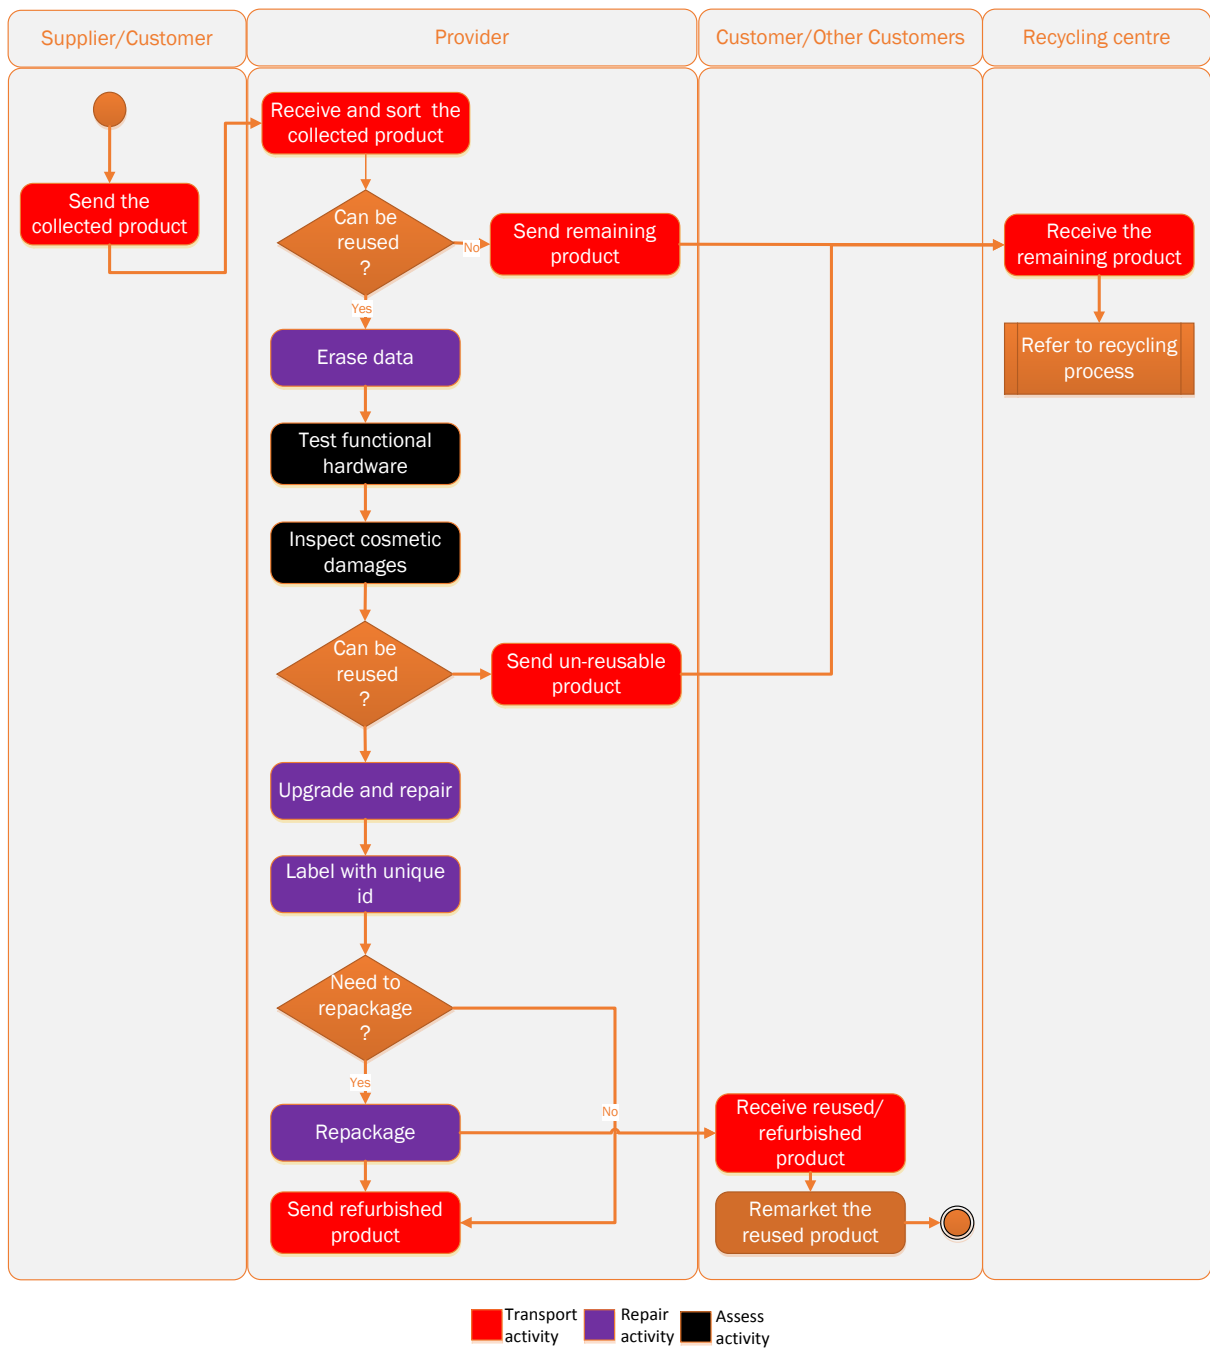 Supplier/Customer
Provider
Customer/Other Customers
Recycling centre
Send the
collected product
Receive and sort the
collected product
Can be
reused
?
No
Send remaining
product
Receive the
remaining product
Refer to recycling
process
Yes
Erase data
Test functional
hardware
Inspect cosmetic
damages
Can be
reused
?
Send un-reusable
product
Upgrade and repair
Label with unique
id
Need to
repackage
?
Yes
No
Repackage
Receive reused/
refurbished
product
Send refurbished
product
Remarket the
reused product
Transport
activity
Repair
activity
Assess
activity